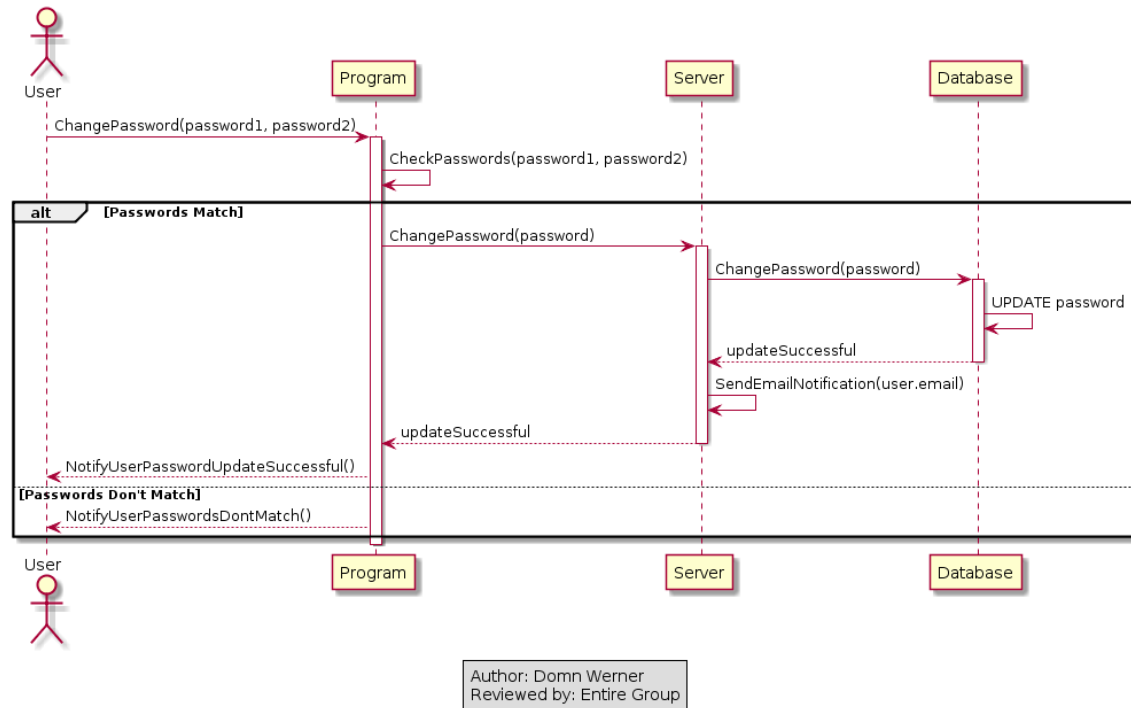 User
Program
Server
Database
ChangePassword(password1, password2)
CheckPasswords(password1, password2)
alt [Passwords Match]
ChangePassword(password)
ChangePassword(password)
UPDATE password
updateSuccessful
SendEmailNotification(user.email)
updateSuccessful
NotifyUserPasswordUpdateSuccessful()
[Passwords Don't Match]
NotifyUserPasswordsDontMatch()
User
Program
Server
Database
Author: Domn Werner
Reviewed by: Entire Group